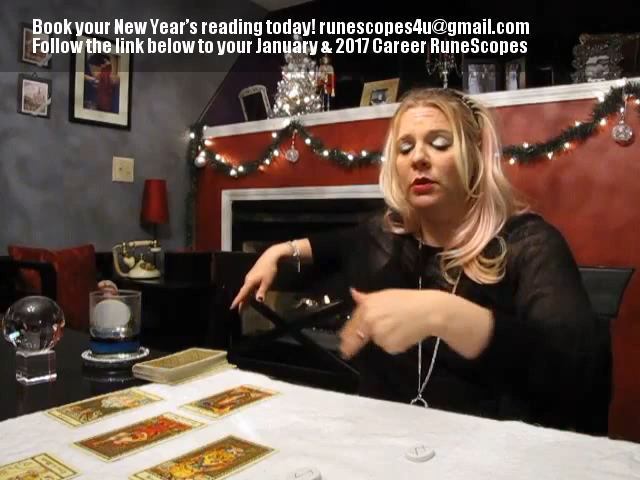 Book your New Year's reading today! runescopes4u@gmail.com
Follow the link below to your January & 2017 Career RuneScopes